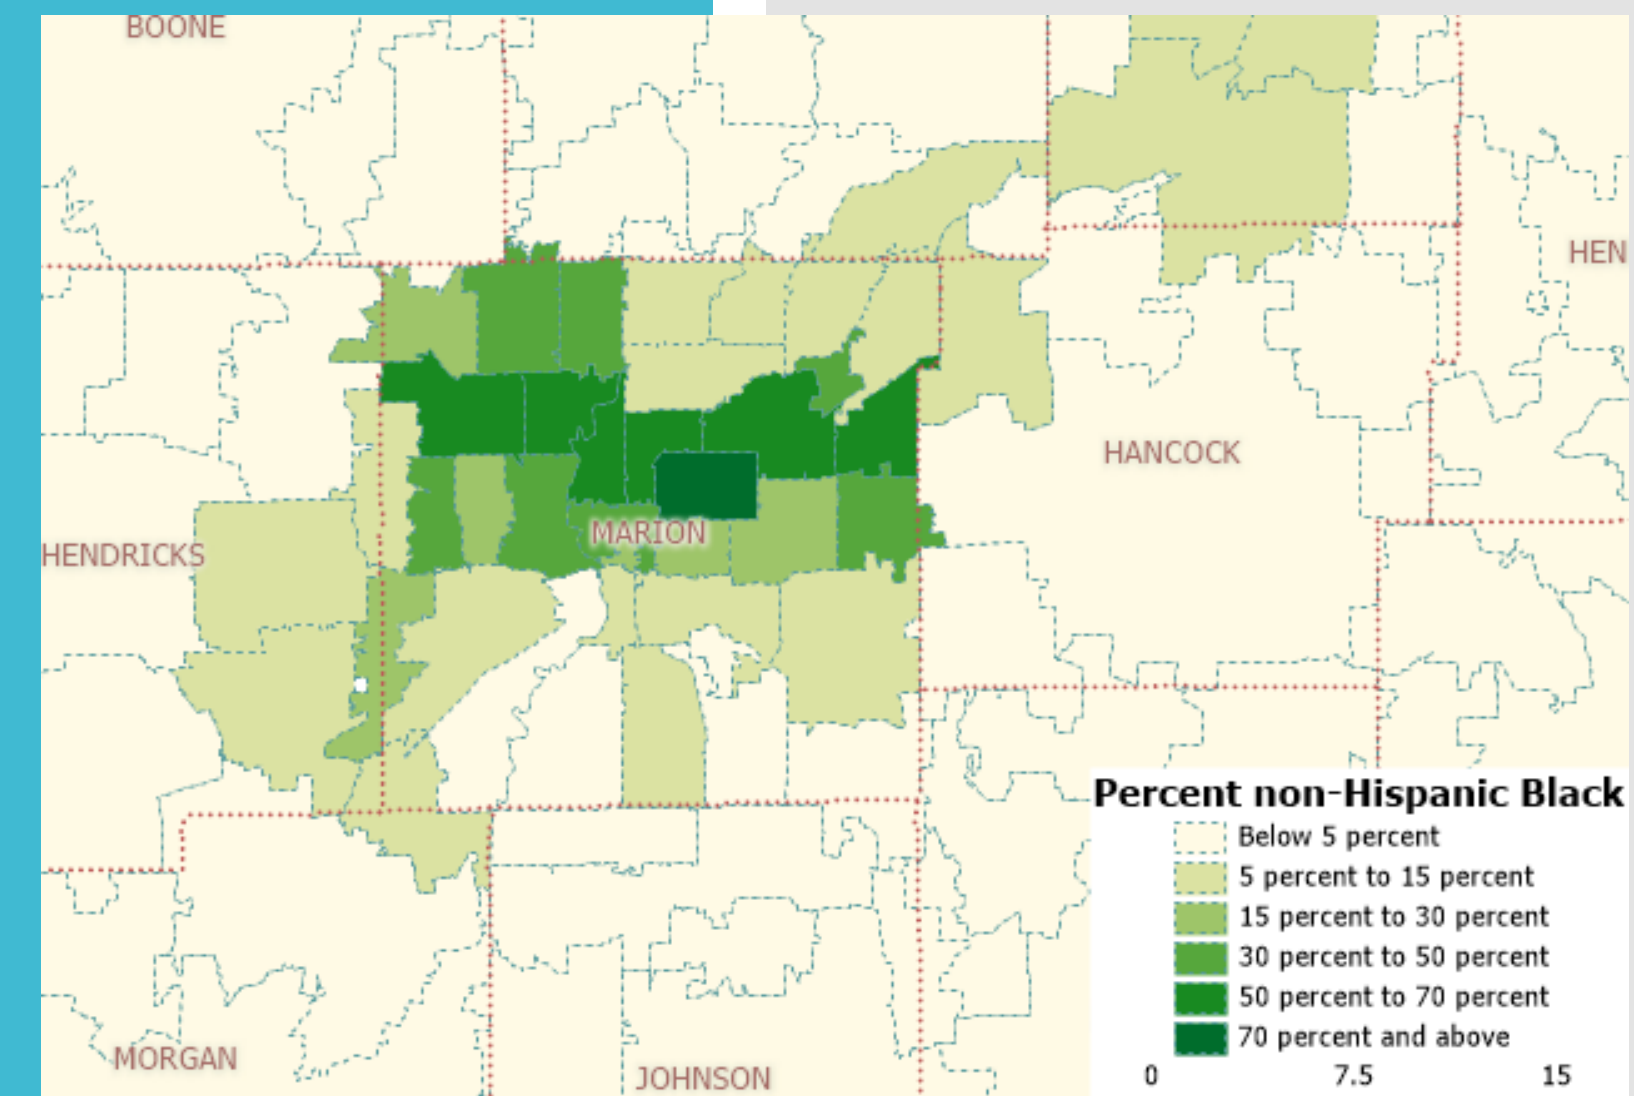 BOONE
HEN
HANCOCK
MARION
HENDRICKS
Percent non-Hispanic Black
Below 5 percent
5 percent to 15 percent
15 percent to 30 percent
30 percent to 50 percent
50 percent to 70 percent
70 percent and above
MORGAN
JOHNSON
0 7.5 15